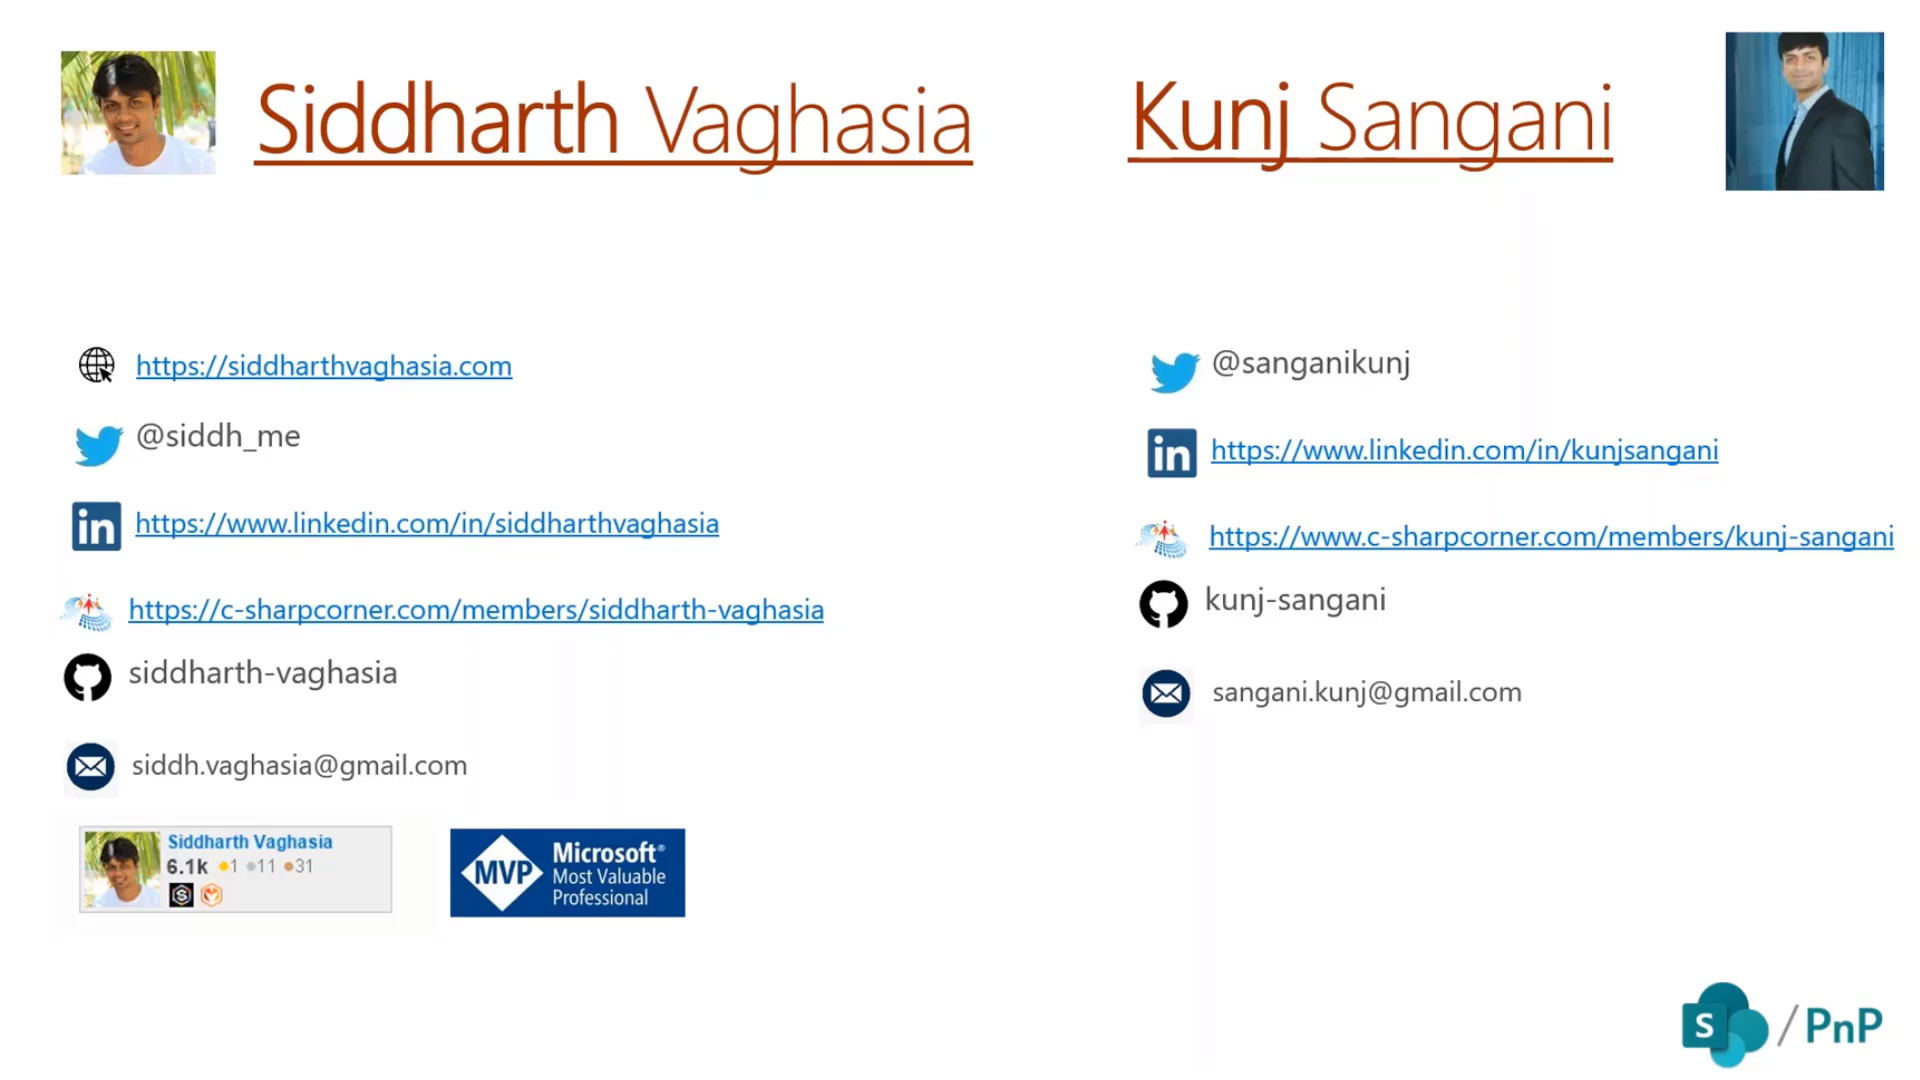 Siddharth Vaghasia
https://siddharthvaghasia.com
@siddh_me
in https://www.linkedin.com/in/siddharthvaghasia
https://c-sharpcorner.com/members/siddharth-vaghasia
siddharth-vaghasia
siddh.vaghasia@gmail.com
Siddharth Vaghasia
6.1k 1 11 31
MVP
Microsoft®
Most Valuable
Professional
Kunj Sangani
@sanganikunj
in https://www.linkedin.com/in/kunjsangani
https://www.c-sharpcorner.com/members/kunj-sangani
kunj-sangani
sangani.kunj@gmail.com
S / PnP